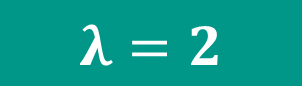 λ = 2